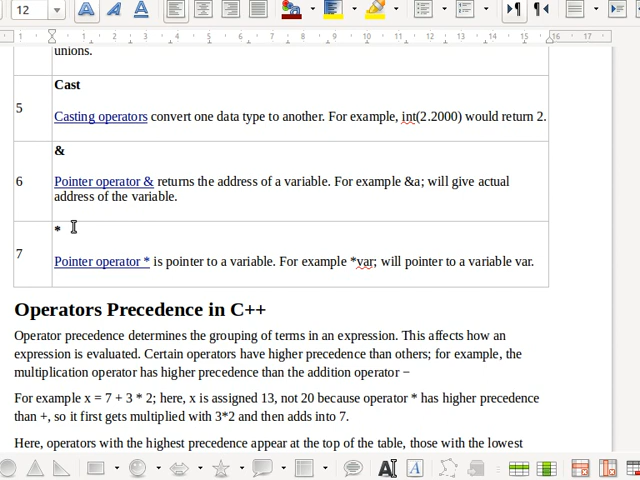 12
1 1 2 3 4 5 6 7 8 9 10 11 12 13 14 15 16 17
unions.
Cast
5
Casting operators convert one data type to another. For example, int(2.2000) would return 2.
&
6
Pointer operator & returns the address of a variable. For example &a; will give actual
address of the variable.
*
7
Pointer operator * is pointer to a variable. For example *var; will pointer to a variable var.
Operators Precedence in C++
Operator precedence determines the grouping of terms in an expression. This affects how an
expression is evaluated. Certain operators have higher precedence than others; for example, the
multiplication operator has higher precedence than the addition operator −
For example x = 7 + 3 * 2; here, x is assigned 13, not 20 because operator * has higher precedence
than +, so it first gets multiplied with 3*2 and then adds into 7.
Here, operators with the highest precedence appear at the top of the table, those with the lowest